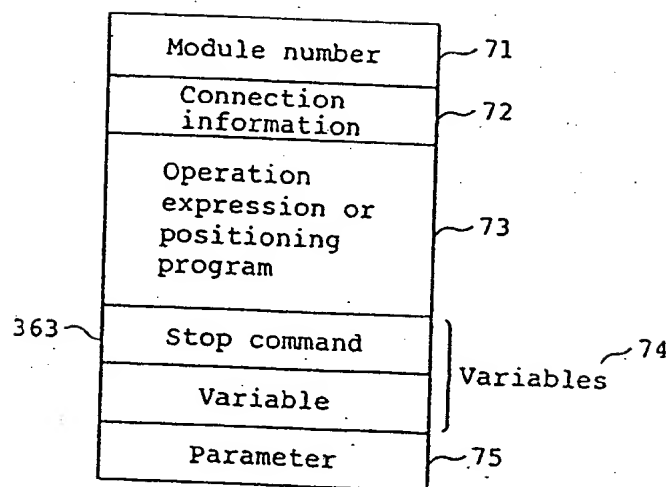 Module number
71
Connection
information
72
Operation
expression or
positioning
program
73
363
Stop command
Variable
Variables
74
Parameter
75